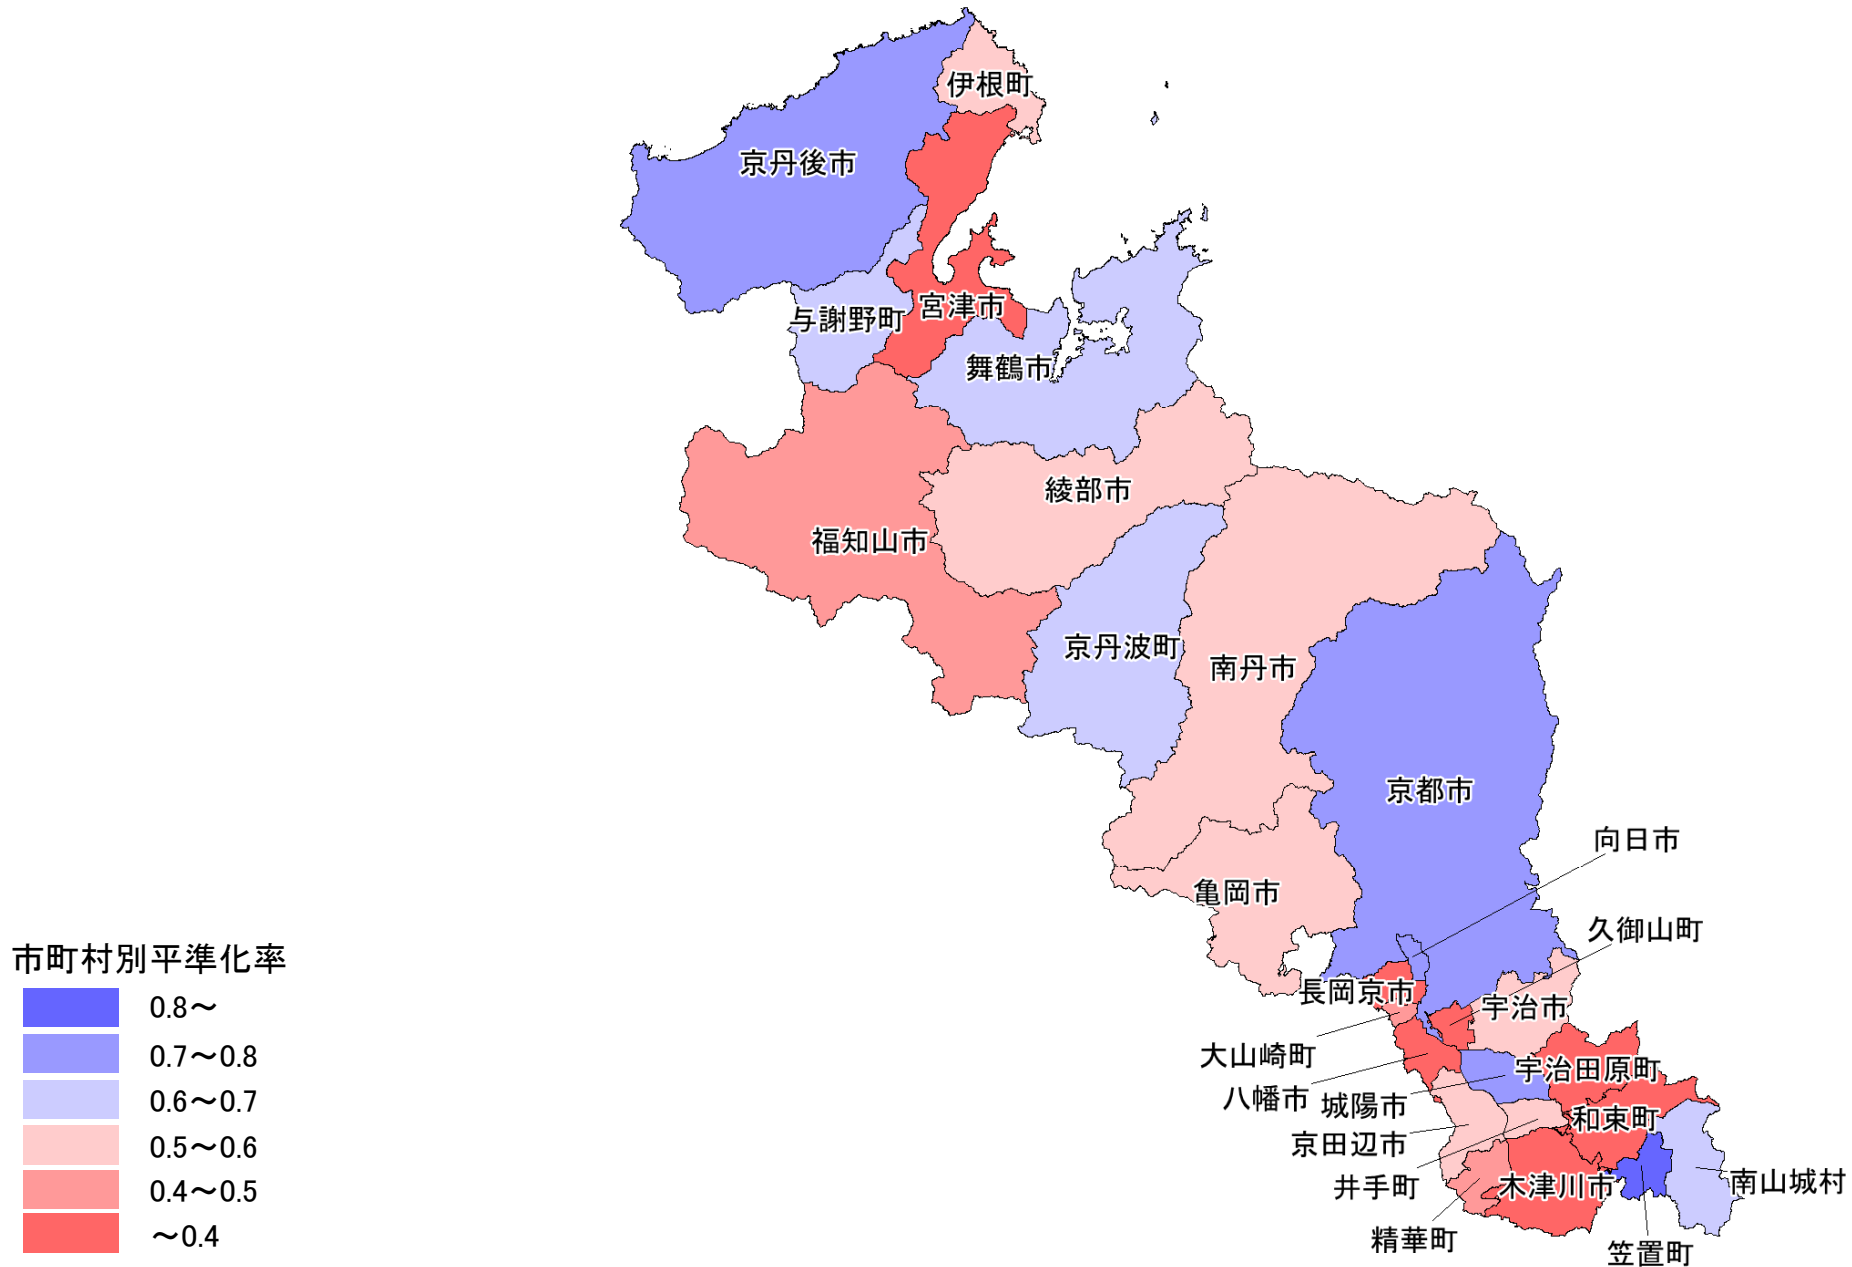 伊根町
京丹後市
宮津市
与謝野町
舞鶴市
綾部市
福知山市
京丹波町
南丹市
京都市
向日市
亀岡市
久御山町
長岡京市
宇治市
大山崎町
宇治田原町
八幡市
城陽市
和束町
京田辺市
井手町
木津川市
南山城村
精華町
笠置町
市町村別平準化率
0.8～
0.7～0.8
0.6～0.7
0.5～0.6
0.4～0.5
～0.4